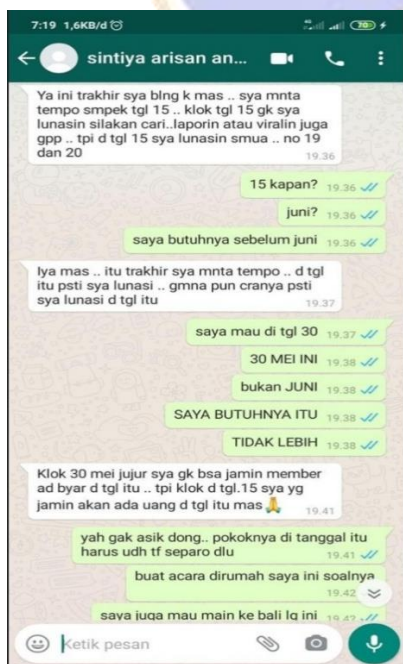 7:19 1,6KB/d
70
sintiya arisan an...
Ya ini trakhir sya blng k mas .. sya mnta
tempo smpek tgl 15 .. klok tgl 15 gk sya
lunasin silakan cari..laporin atau viralin juga
gpp .. tpi d tgl 15 sya lunasin smua .. no 19
dan 20
19.36
15 kapan? 19.36
juni? 19.36
saya butuhnya sebelum juni 19.36
Iya mas .. itu trakhir sya mnta tempo .. d tgl
itu psti sya lunasi .. gmna pun cranya psti
sya lunasi d tgl itu
19.37
saya mau di tgl 30 19.37
30 MEI INI 19.38
bukan JUNI 19.38
SAYA BUTUHNYA ITU 19.38
TIDAK LEBIH 19.38
Klok 30 mei jujur sya gk bsa jamin member
ad byar d tgl itu .. tpi klok d tgl.15 sya yg
jamin akan ada uang d tgl itu mas🙏
19.41
yah gak asik dong.. pokoknya di tanggal itu
harus udh tf separo dlu 19.41
buat acara dirumah saya ini soalnya
19.42
saya juga mau main ke bali lg ini 19.42
Ketik pesan